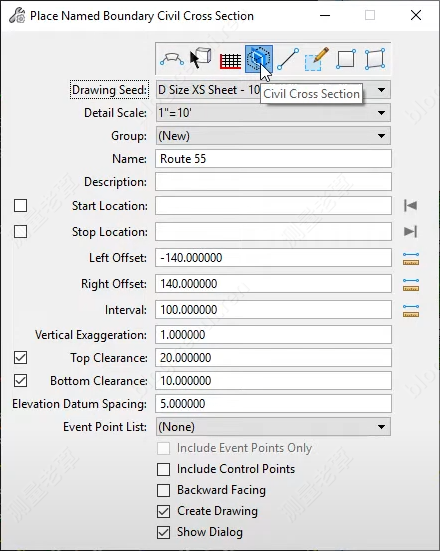 Place Named Boundary Civil Cross Section
Drawing Seed: D Size XS Sheet - 10
Civil Cross Section
Detail Scale: 1"=10'
Group: (New)
Name: Route 55
Description:
Start Location:
Stop Location:
Left Offset: -140.000000
Right Offset: 140.000000
Interval: 100.000000
Vertical Exaggeration: 1.000000
Top Clearance: 20.000000
Bottom Clearance: 10.000000
Elevation Datum Spacing: 5.000000
Event Point List: (None)
Include Event Points Only
Include Control Points
Backward Facing
Create Drawing
Show Dialog